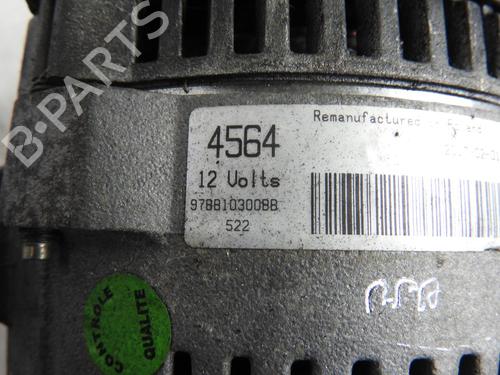 B-PARTS
Remanufactured
4564
12 Volts
9788103008B
522
CONTROLE
QUALITE